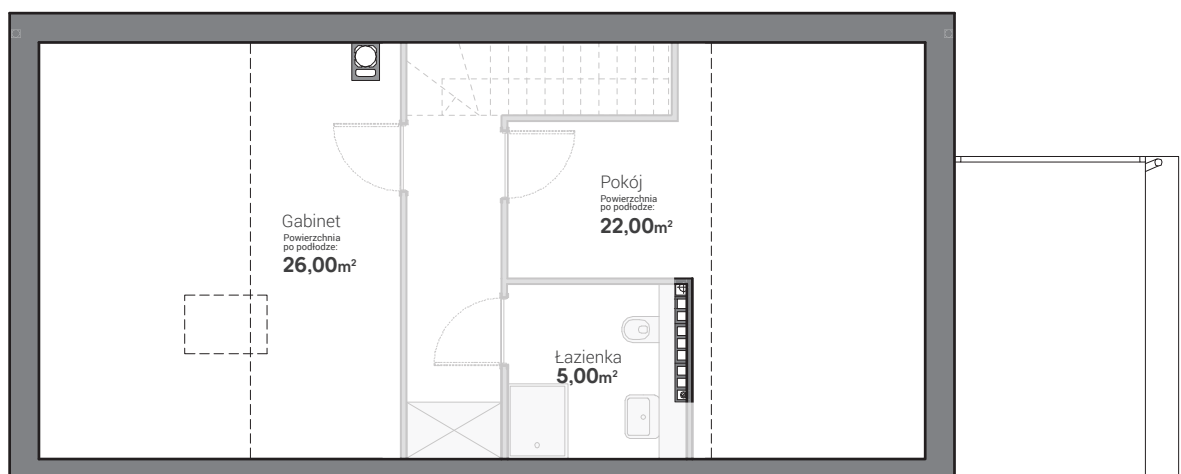 Gabinet
Powierzchnia
po podłodze:
26,00m²
Pokój
Powierzchnia
po podłodze:
22,00m²
Łazienka
5,00m²